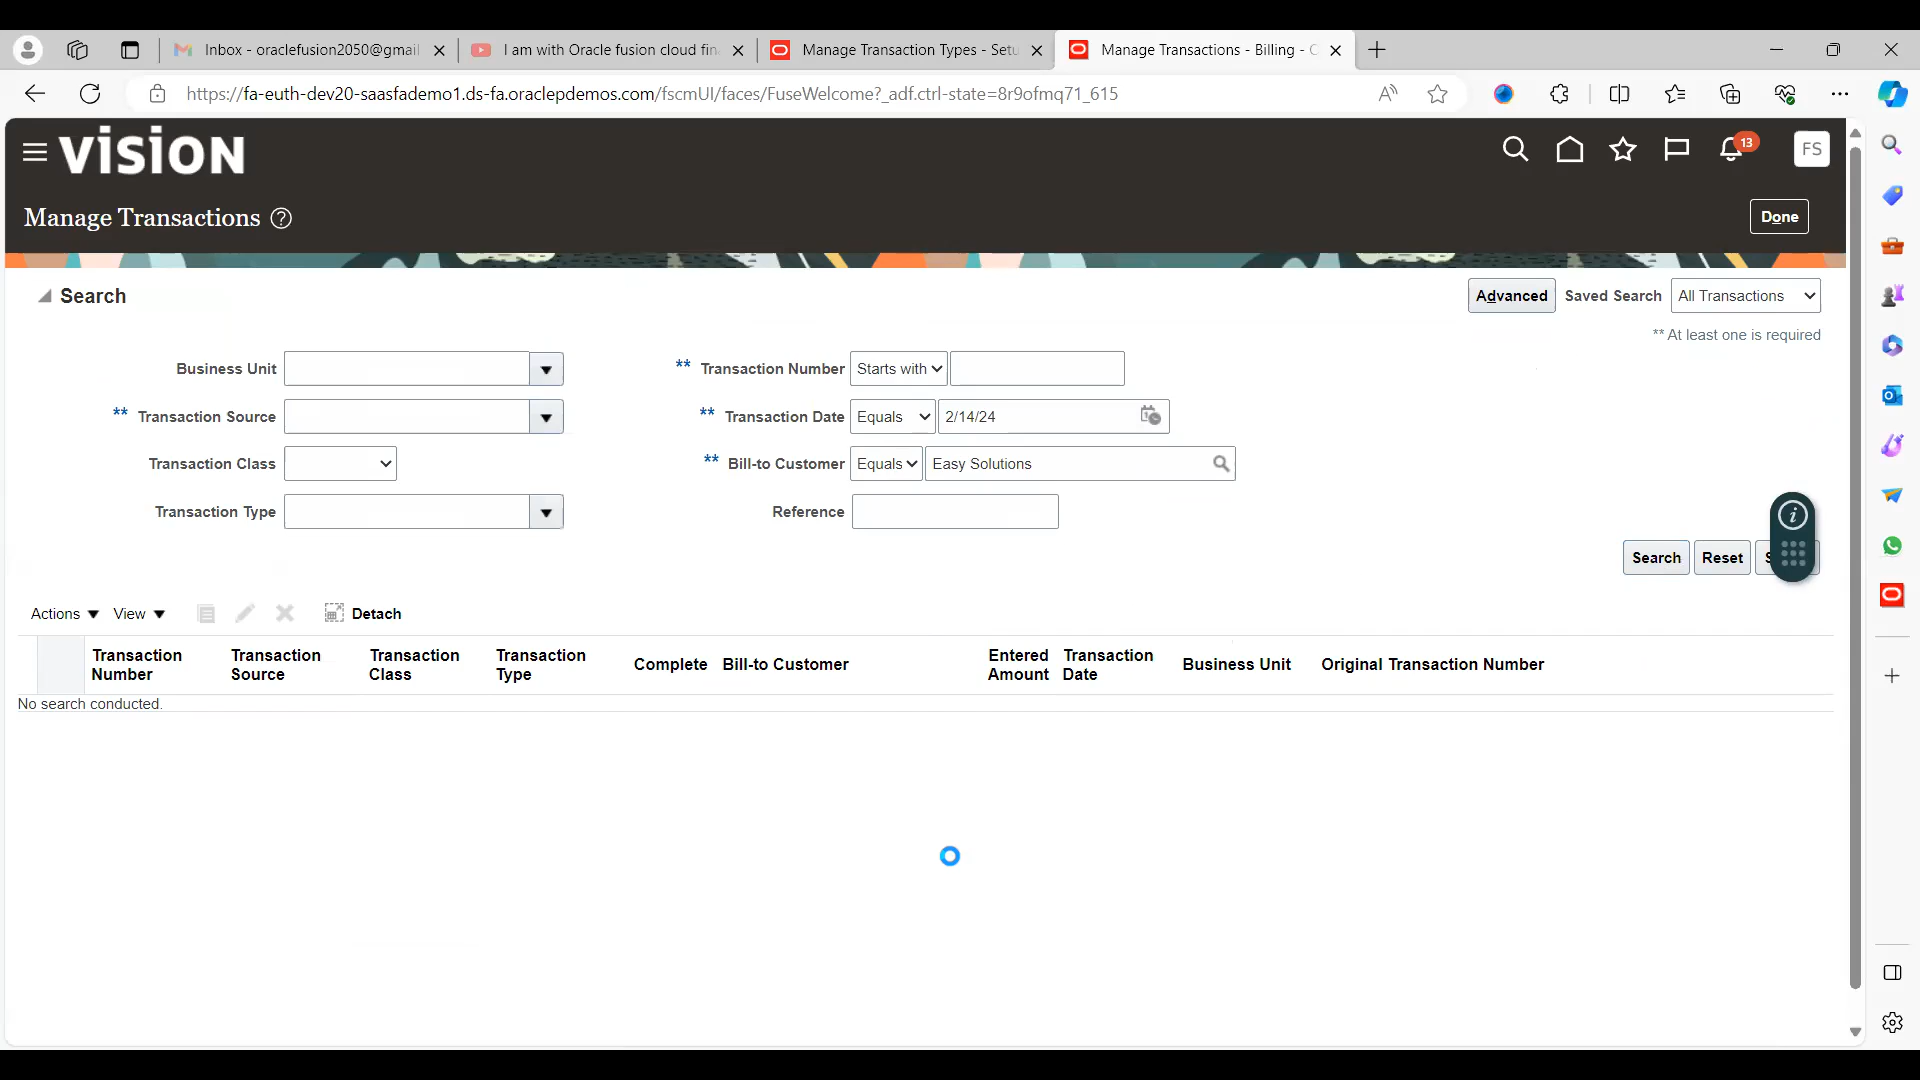 Inbox - oraclefusion2050@gmail
I am with Oracle fusion cloud fin
Manage Transaction Types - Setu
Manage Transactions - Billing - C
https://fa-euth-dev20-saasfademo1.ds-fa.oraclepdemos.com/fscmUI/faces/FuseWelcome?_adf.ctrl-state=8r9ofmq71_615
VISION
13
FS
Manage Transactions
Done
Search
Advanced Saved Search All Transactions
** At least one is required
Business Unit
** Transaction Number Starts with
** Transaction Source
** Transaction Date Equals 2/14/24
Transaction Class
** Bill-to Customer Equals Easy Solutions
Transaction Type
Reference
Search Reset
Actions View Detach
Transaction Number Transaction Source Transaction Class Transaction Type Complete Bill-to Customer Entered Amount Transaction Date Business Unit Original Transaction Number
No search conducted.